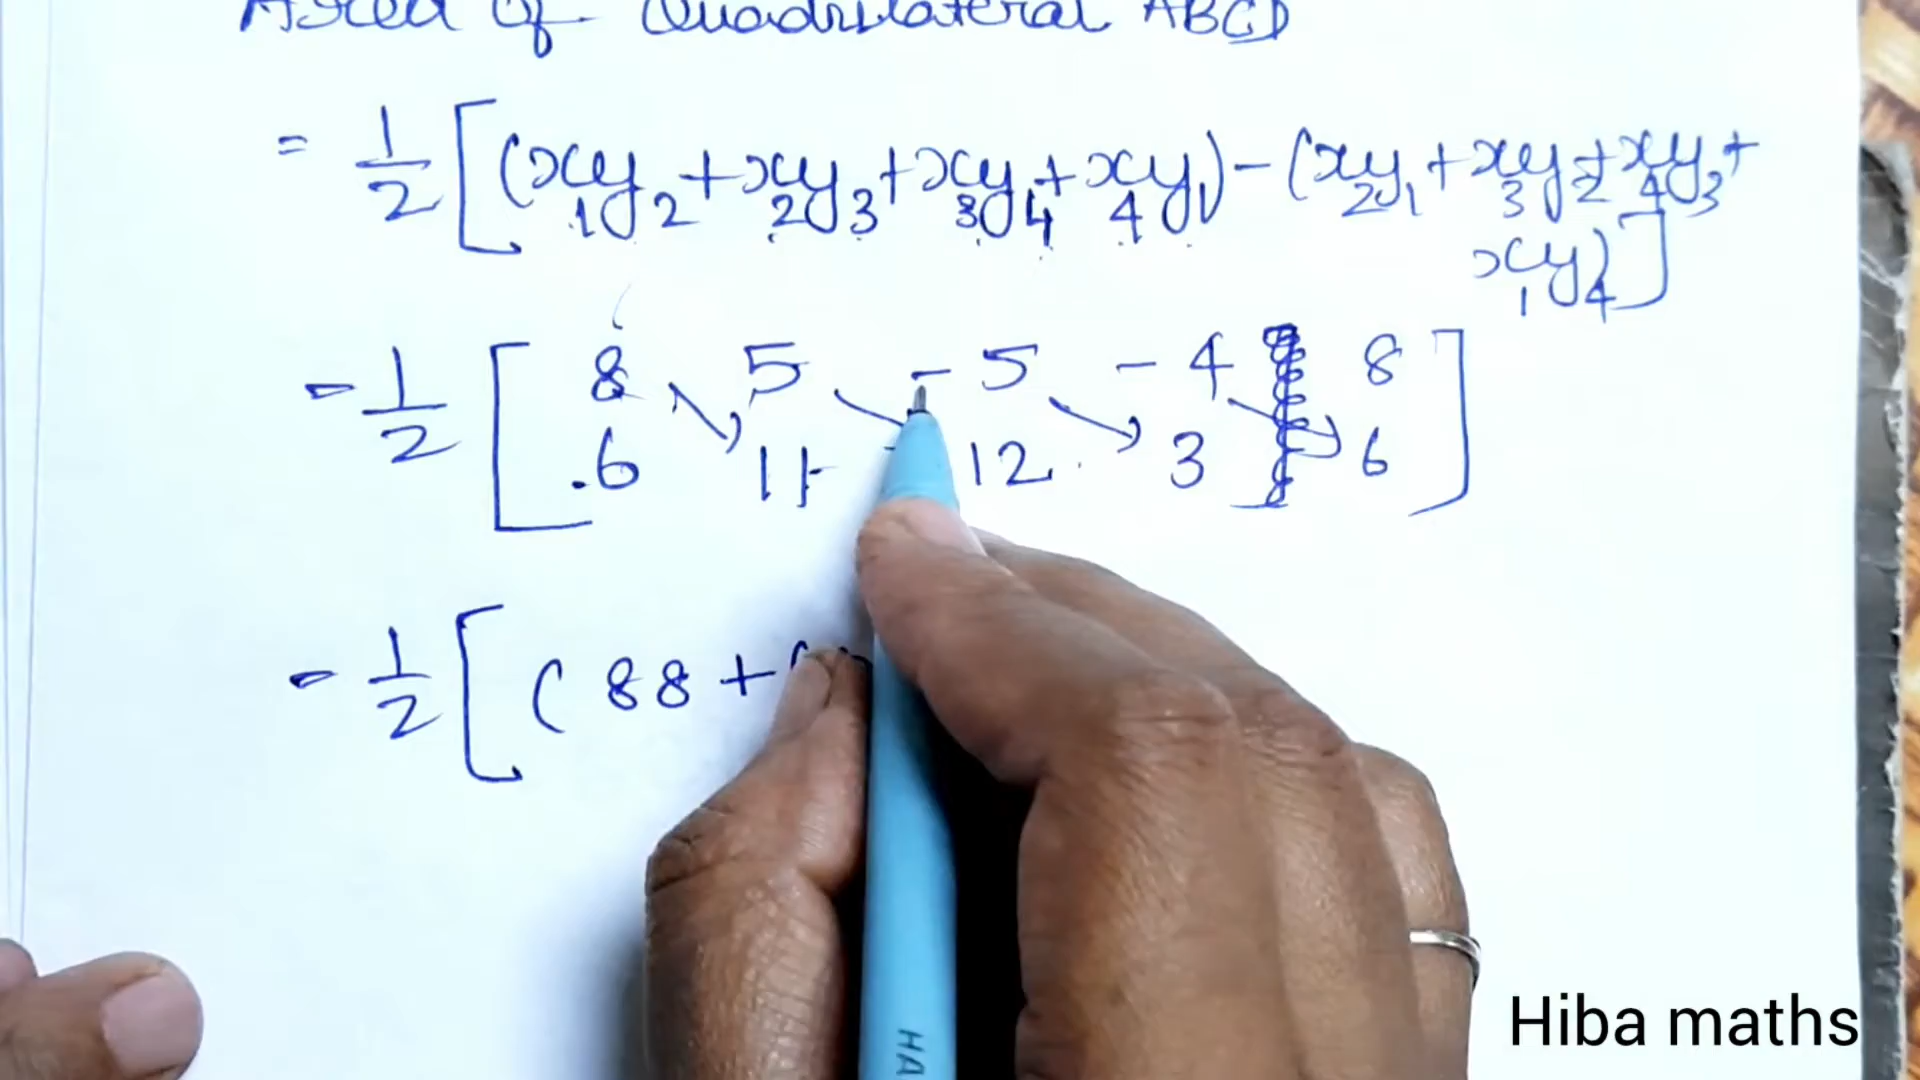 Area of Quadrilateral ABCD
= 1/2 [(x₁y₂+x₂y₃+x₃y₄+x₄y₁)-(x₂y₁+x₃y₂+x₄y₃+
x₁y₄)]
= 1/2 [ 8 5 -5 -4 8 ]
6 11 12 3 6
= 1/2 [ ( 88 + 
HA
Hiba maths